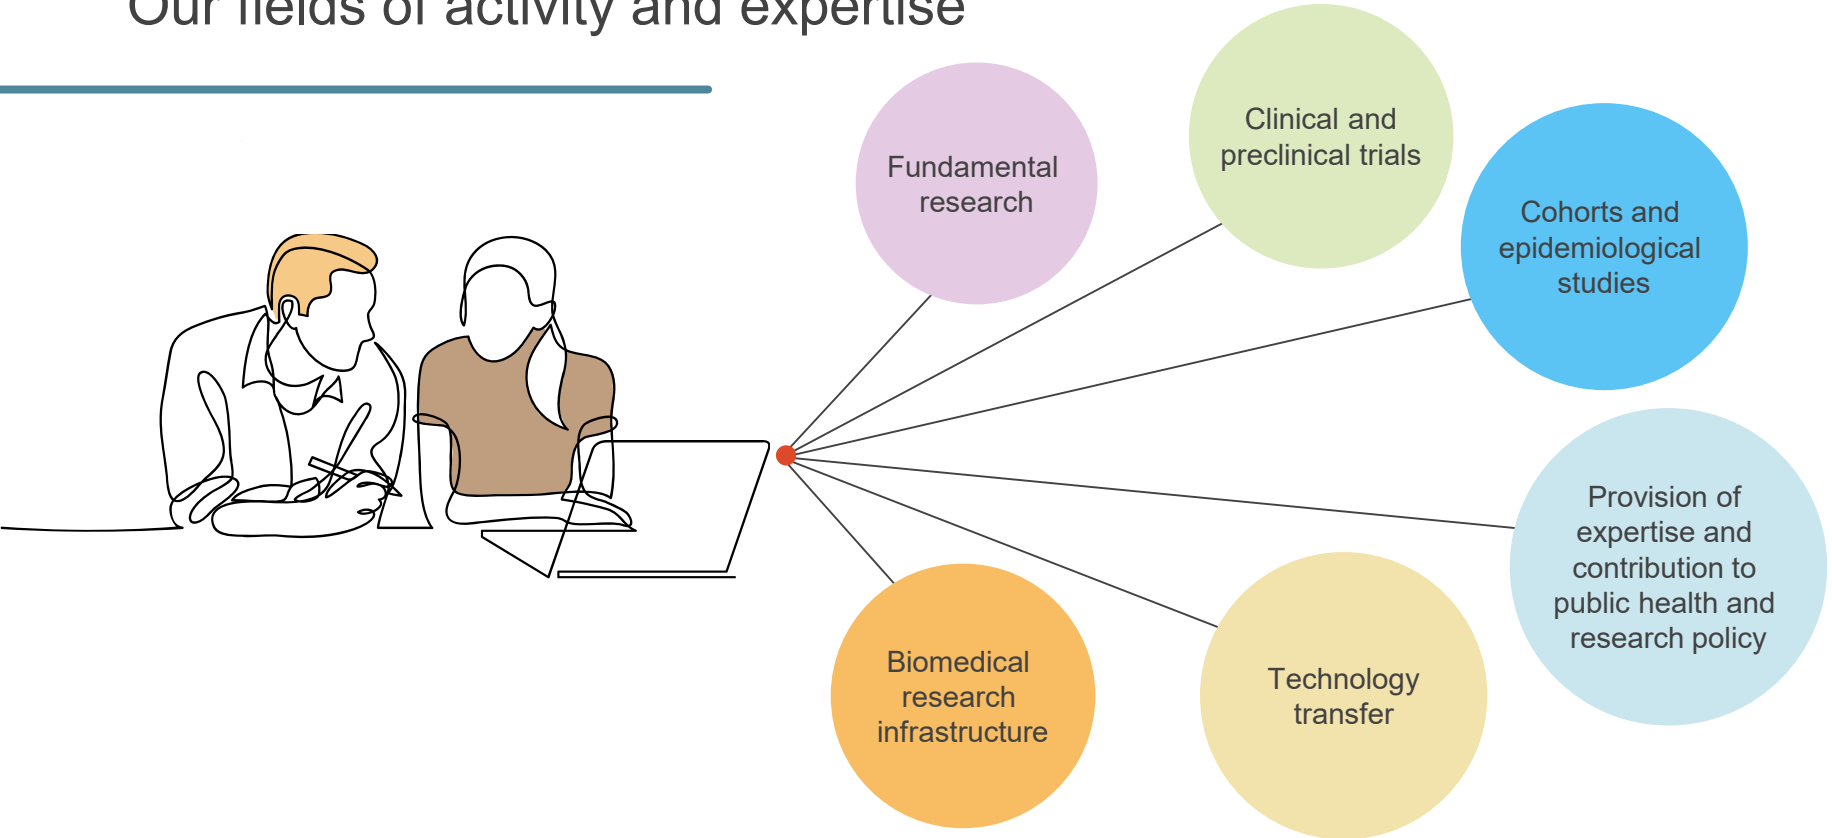 Our fields of activity and expertise
Fundamental
research
Clinical and
preclinical trials
Cohorts and
epidemiological
studies
Provision of
expertise and
contribution to
public health and
research policy
Technology
transfer
Biomedical
research
infrastructure